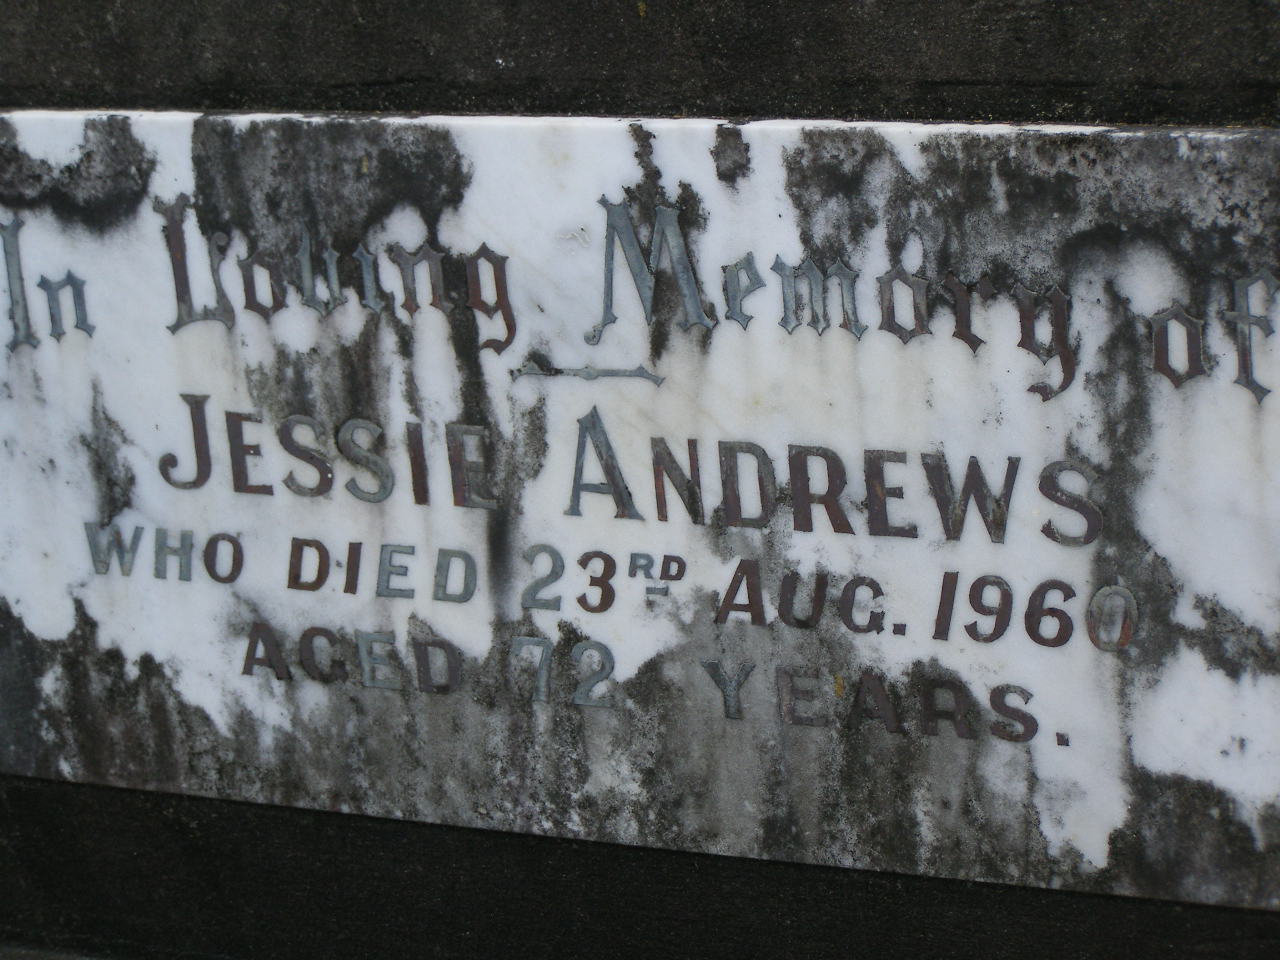 In Loving Memory of
JESSIE ANDREWS
WHO DIED 23RD AUG. 1960
AGED 72 YEARS.